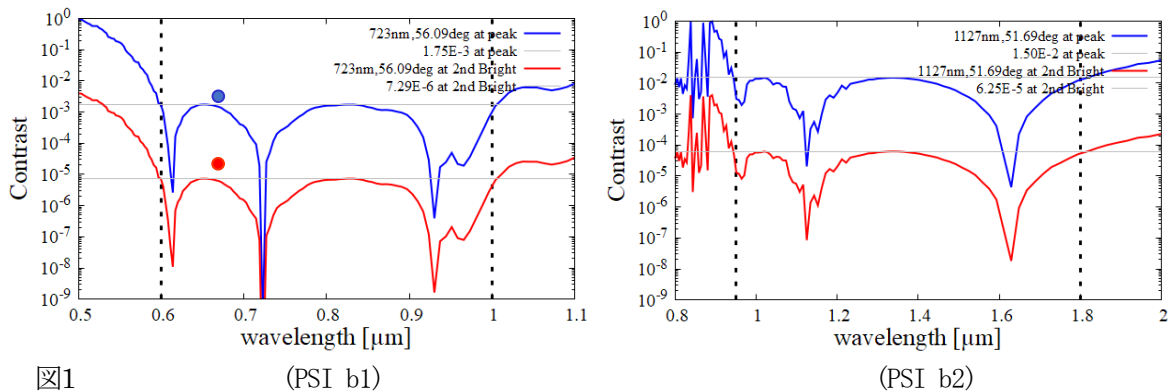 723nm,56.09deg at peak
1.75E-3 at peak
723nm,56.09deg at 2nd Bright
7.29E-6 at 2nd Bright
Contrast
10^0
10^-1
10^-2
10^-3
10^-4
10^-5
10^-6
10^-7
10^-8
10^-9
0.5 0.6 0.7 0.8 0.9 1 1.1
wavelength [µm]
1127nm,51.69deg at peak
1.50E-2 at peak
1127nm,51.69deg at 2nd Bright
6.25E-5 at 2nd Bright
Contrast
10^0
10^-1
10^-2
10^-3
10^-4
10^-5
10^-6
10^-7
10^-8
10^-9
0.8 1 1.2 1.4 1.6 1.8 2
wavelength [µm]
図1 (PSI b1) (PSI b2)